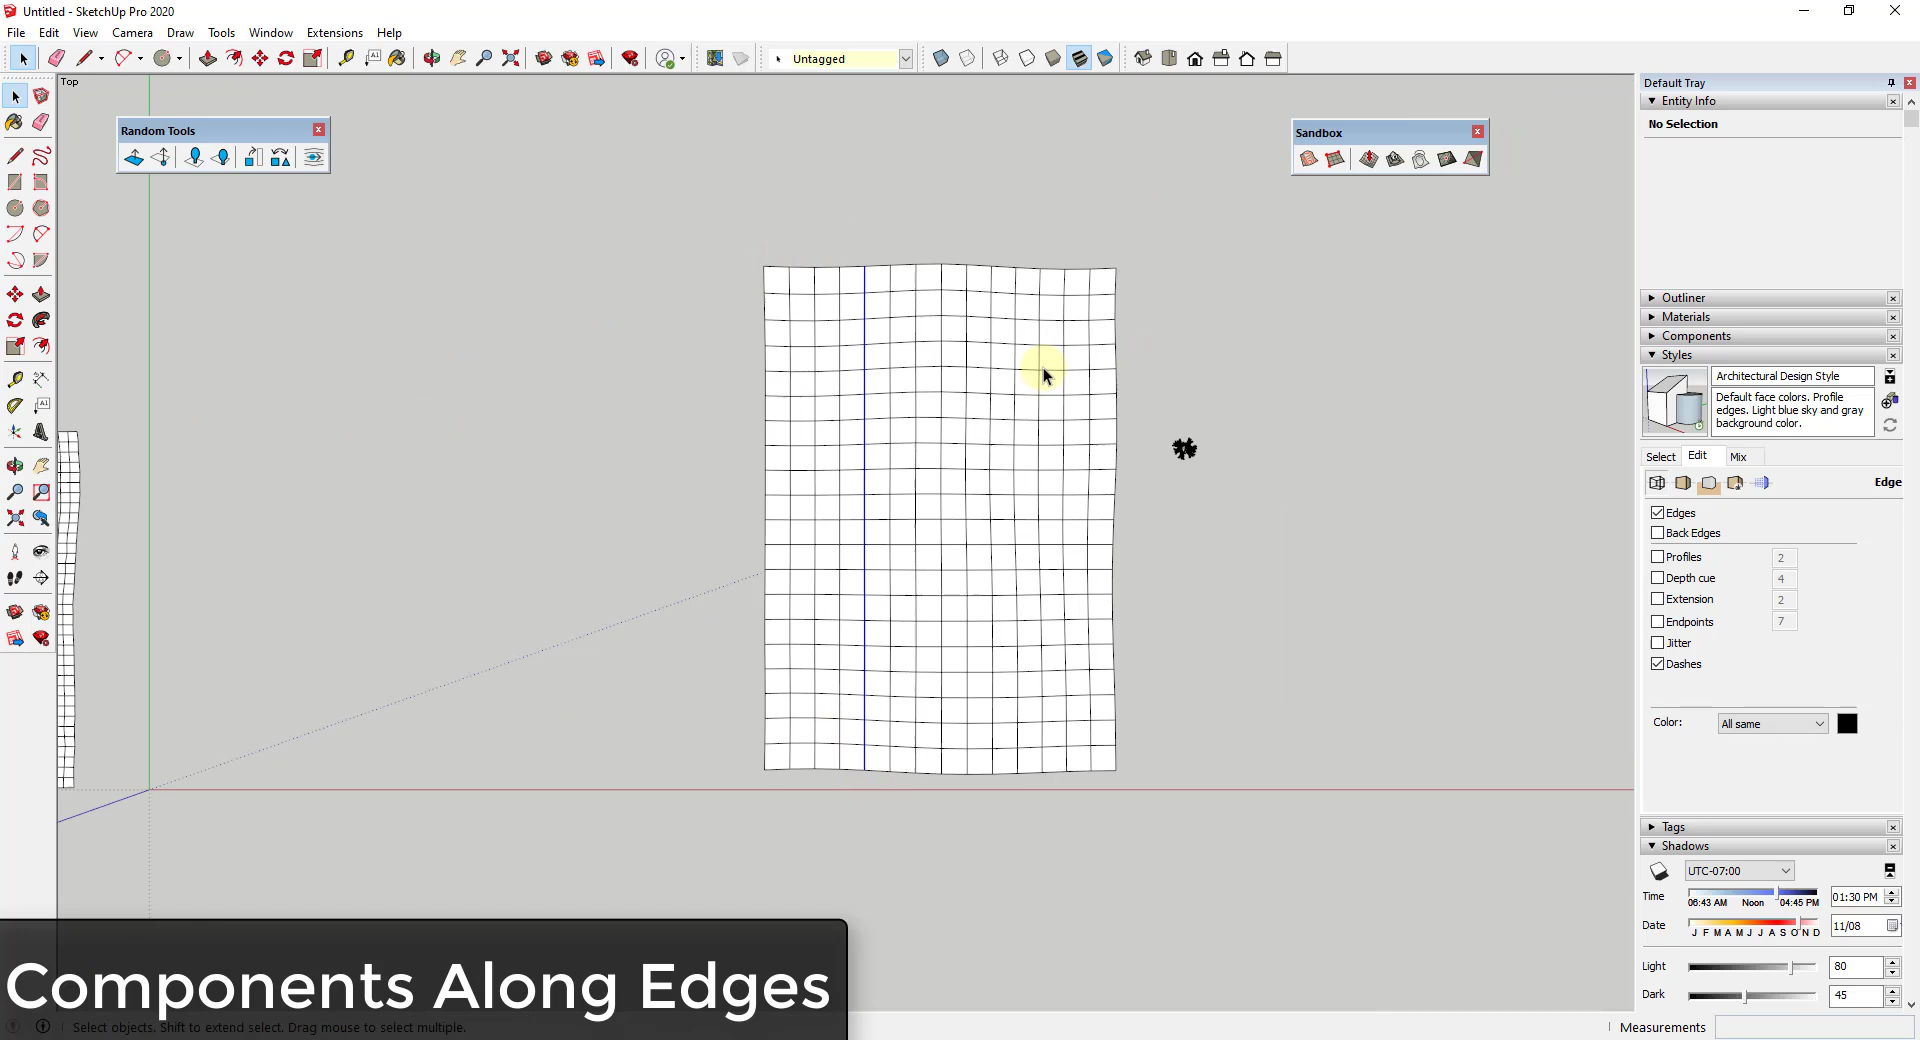 Untitled - SketchUp Pro 2020
File Edit View Camera Draw Tools Window Extensions Help
Untagged
Top
Random Tools
Sandbox
Default Tray
Entity Info
No Selection
Outliner
Materials
Components
Styles
Architectural Design Style
Default face colors. Profile
edges. Light blue sky and gray
background color.
Select Edit Mix
Edge
Edges
Back Edges
Profiles 2
Depth cue 4
Extension 2
Endpoints 7
Jitter
Dashes
Color: All same
Tags
Shadows
UTC-07:00
Time 01:30 PM
06:43 AM Noon 04:45 PM
Date 11/08
J F M A M J J A S O N D
Light 80
Dark 45
Components Along Edges
Select objects. Shift to extend select. Drag mouse to select multiple.
Measurements